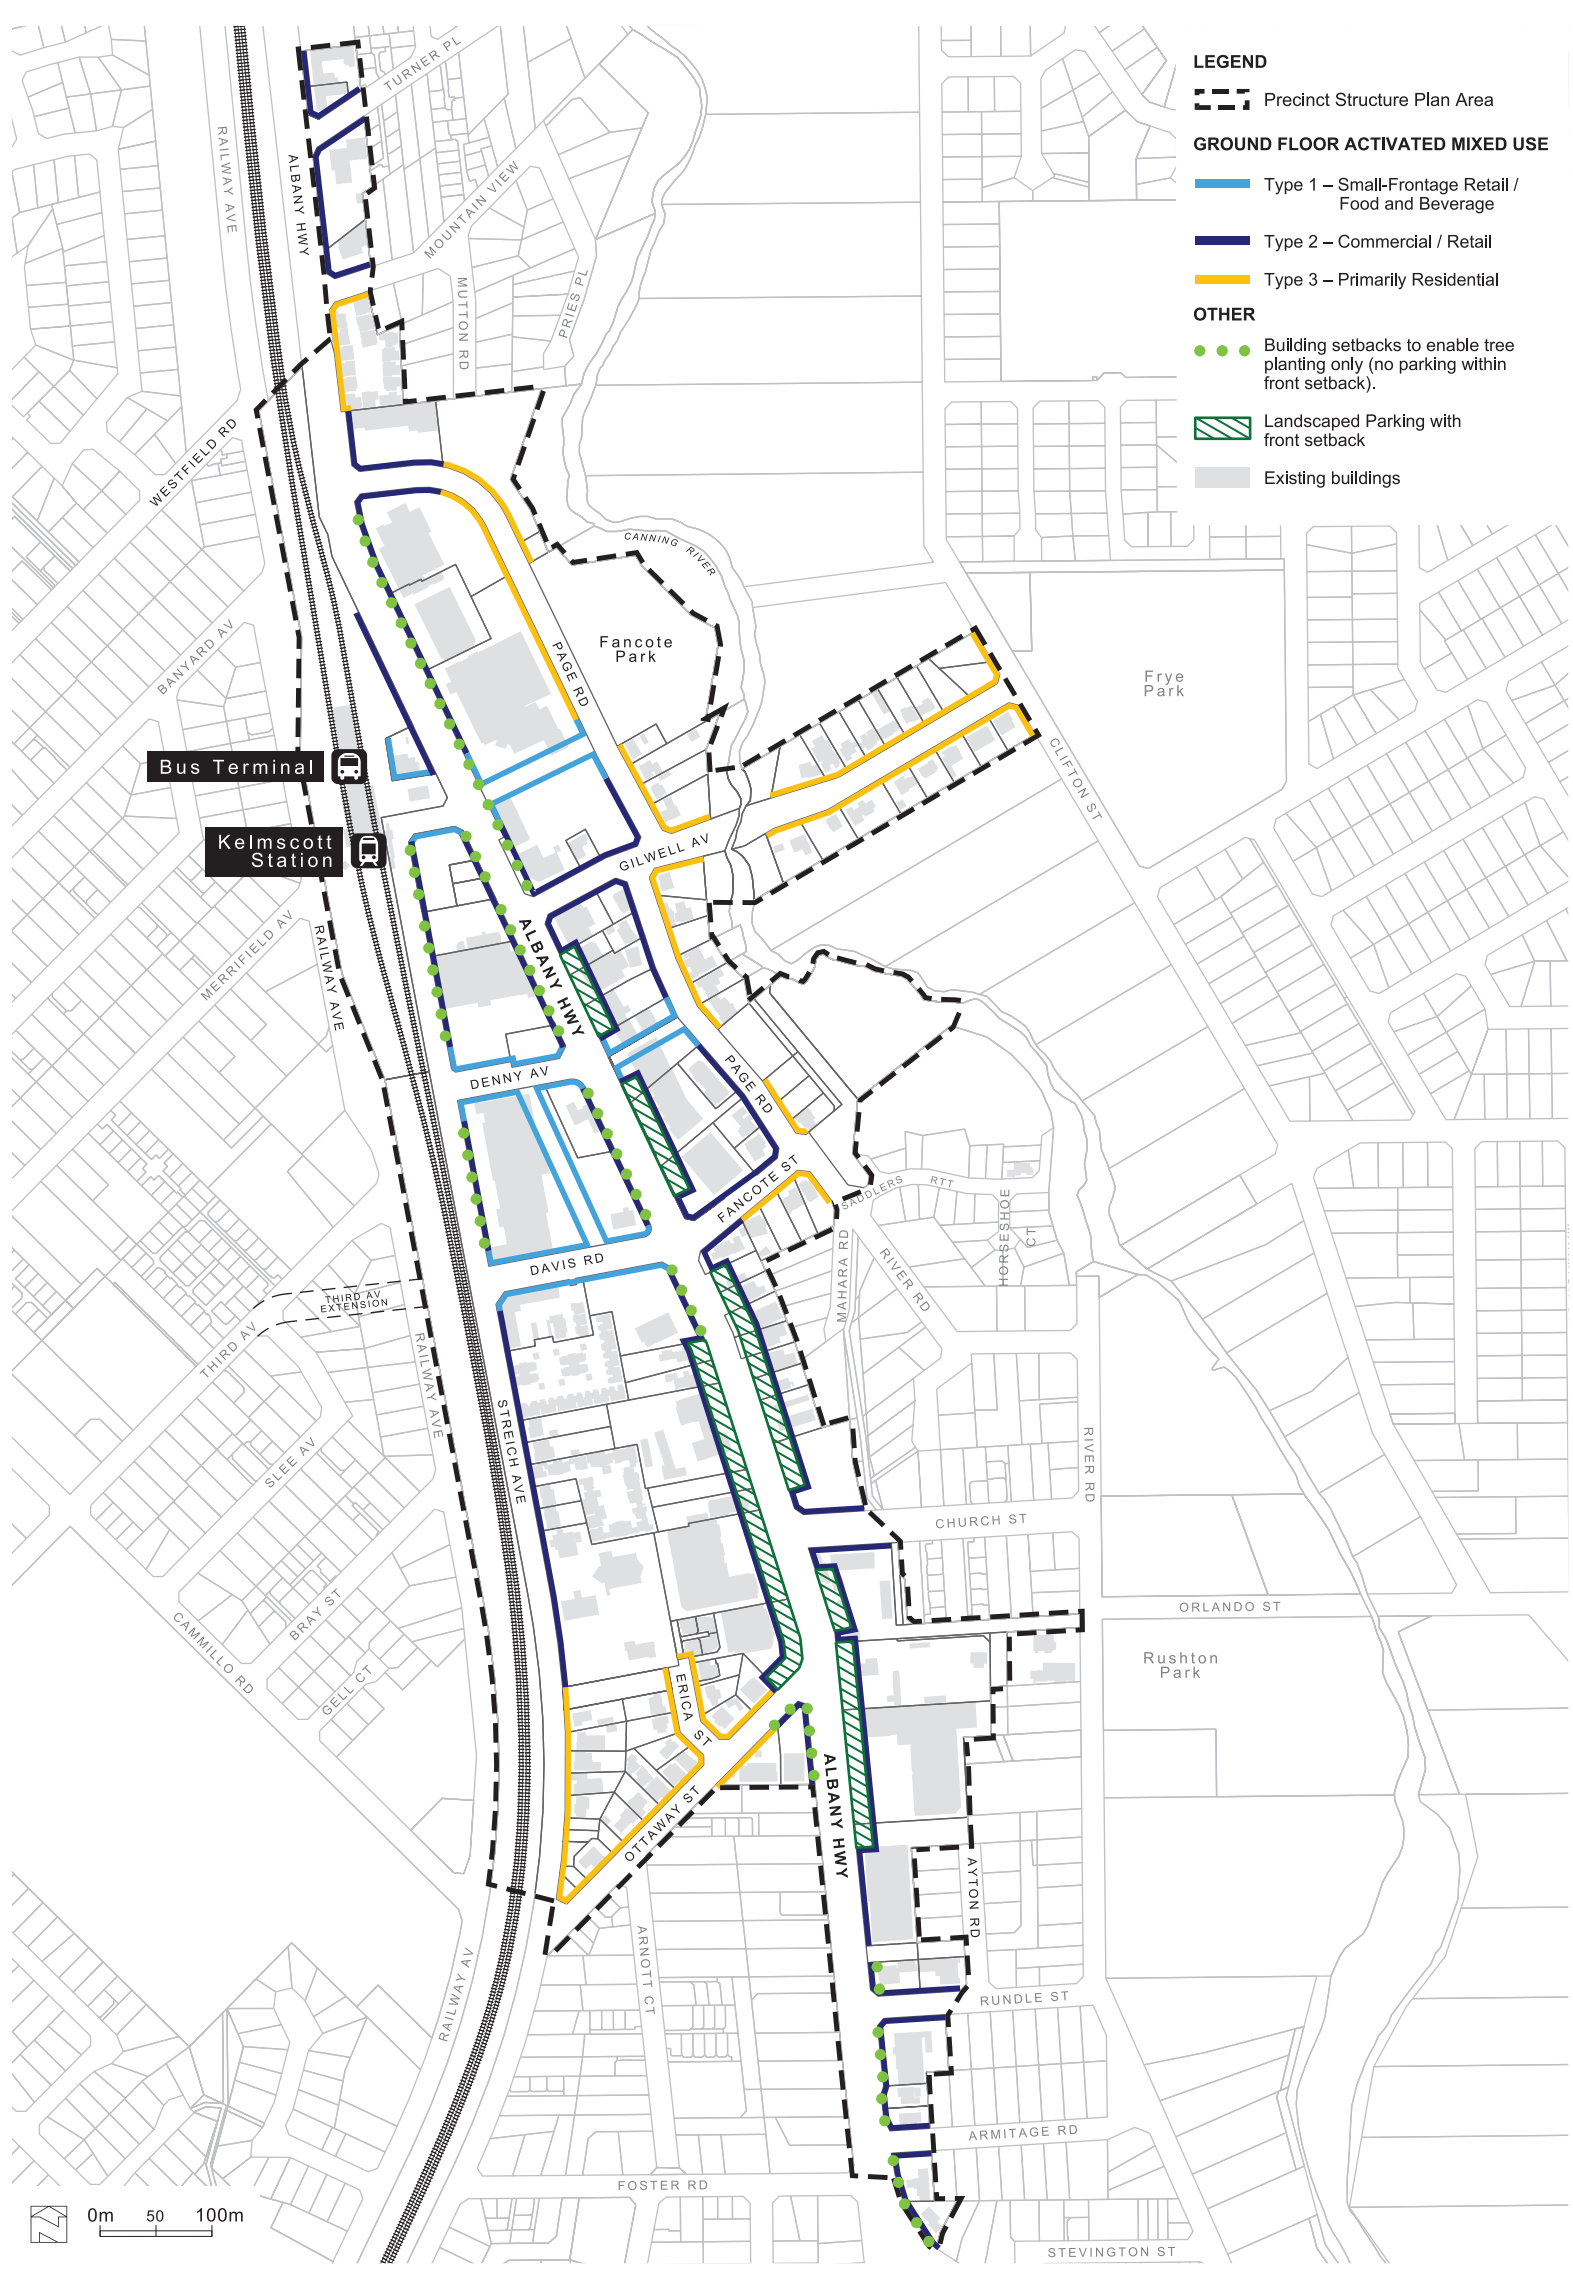 LEGEND
Precinct Structure Plan Area
GROUND FLOOR ACTIVATED MIXED USE
Type 1 – Small-Frontage Retail /
Food and Beverage
Type 2 – Commercial / Retail
Type 3 – Primarily Residential
OTHER
Building setbacks to enable tree
planting only (no parking within
front setback).
Landscaped Parking with
front setback
Existing buildings
TURNER PL
RAILWAY AVE
ALBANY HWY
MOUNTAIN VIEW
MUTTON RD
PRIES PL
WESTFIELD RD
CANNING RIVER
BANYARD AV
PAGE RD
Fancote
Park
Frye
Park
Bus Terminal
CLIFTON ST
Kelmscott
Station
GILWELL AV
MERRIFIELD AV
RAILWAY AVE
ALBANY HWY
DENNY AV
PAGE RD
FANCOTE ST
SADDLERS RTT
HORSESHOE
CT
MAHARA RD
RIVER RD
DAVIS RD
THIRD AV
EXTENSION
THIRD AV
RAILWAY AVE
STREICH AVE
SLEE AV
RIVER RD
CHURCH ST
ORLANDO ST
BRAY ST
CAMMILLO RD
GELL CT
Rushton
Park
ERICA ST
OTTAWAY ST
ALBANY HWY
AYTON RD
ARNOTT CT
RAILWAY AV
RUNDLE ST
ARMITAGE RD
FOSTER RD
STEVINGTON ST
0m 50 100m
N